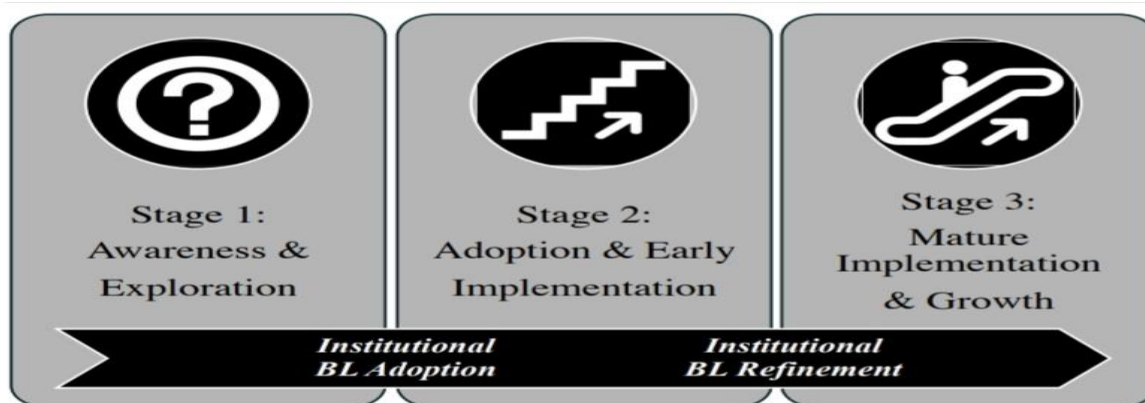 ?
Stage 1:
Awareness &
Exploration
Stage 2:
Adoption & Early
Implementation
Stage 3:
Mature
Implementation
& Growth
Institutional
BL Adoption
Institutional
BL Refinement